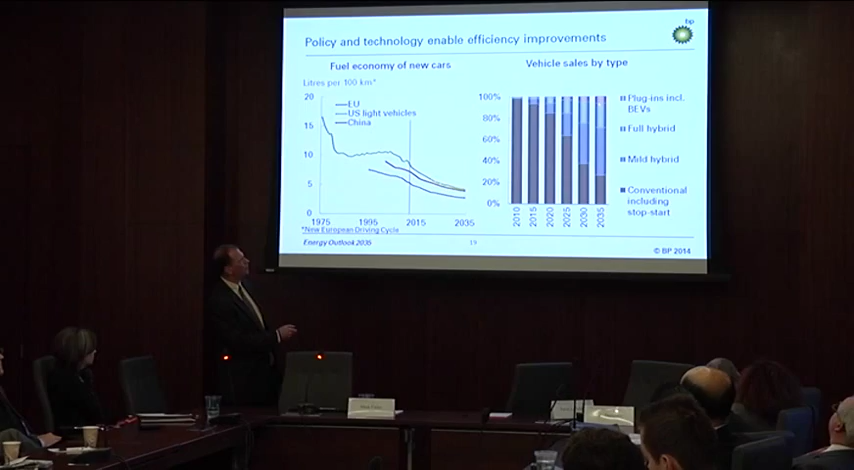 bp
Policy and technology enable efficiency improvements
Fuel economy of new cars
Litres per 100 km*
20
15
10
5
0
EU
US light vehicles
China
1975
1995
2015
2035
*New European Driving Cycle
Vehicle sales by type
100%
80%
60%
40%
20%
0%
2010
2015
2020
2025
2030
2035
Plug-ins incl.
BEVs
Full hybrid
Mild hybrid
Conventional
including
stop-start
Energy Outlook 2035
19
© BP 2014